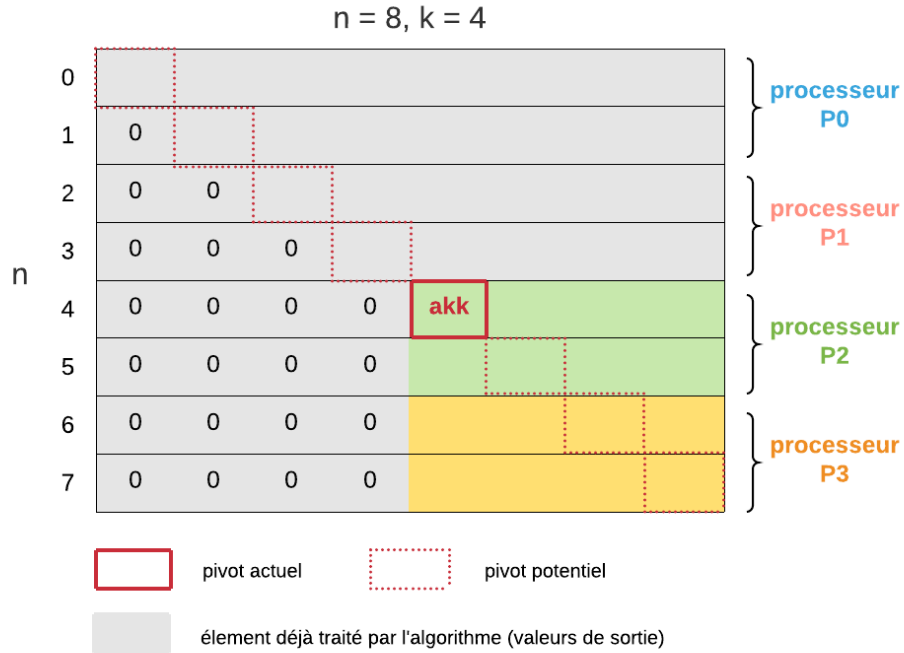 n = 8, k = 4
0
processeur
P0
1 0
2 0 0
processeur
P1
3 0 0 0
n
4 0 0 0 0 akk
processeur
P2
5 0 0 0 0
6 0 0 0 0
processeur
P3
7 0 0 0 0
pivot actuel
pivot potentiel
élement déjà traité par l'algorithme (valeurs de sortie)